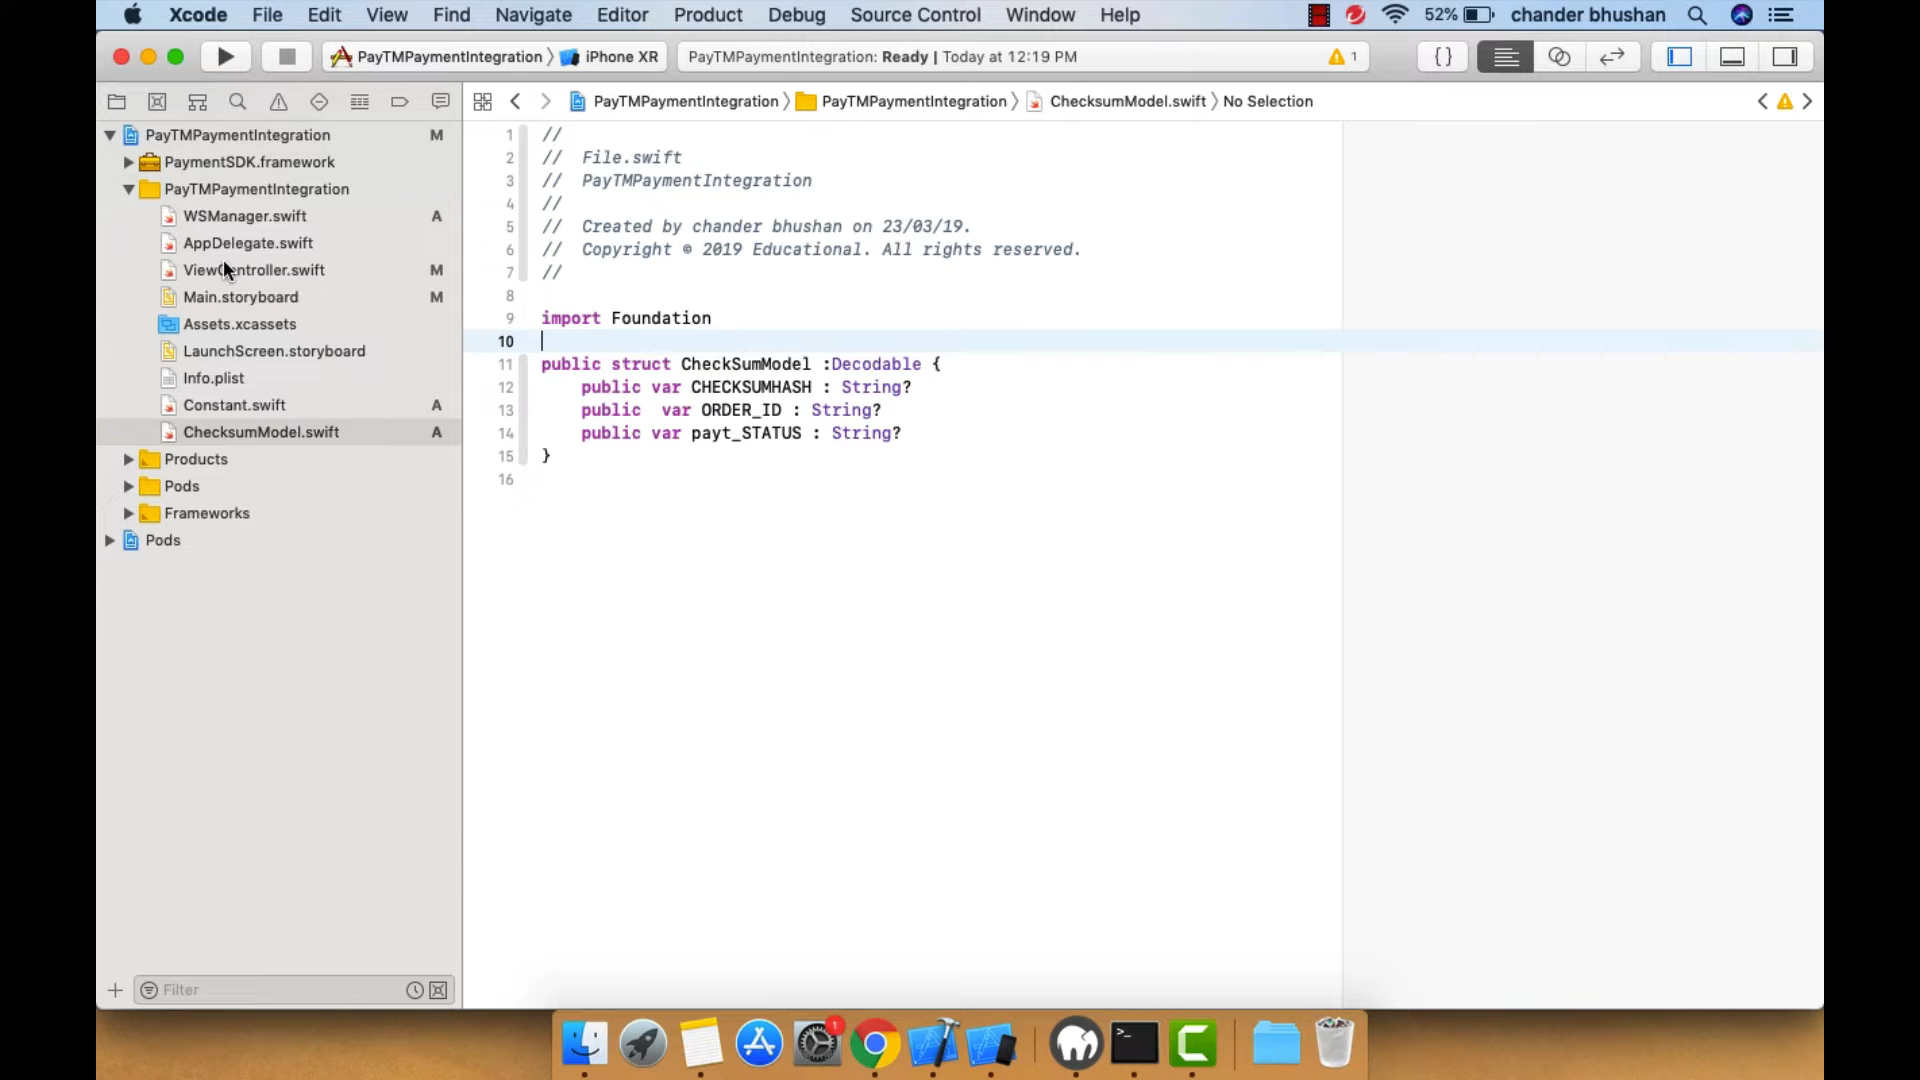 Xcode File Edit View Find Navigate Editor Product Debug Source Control Window Help 52% chander bhushan
PayTMPaymentIntegration iPhone XR PayTMPaymentIntegration: Ready | Today at 12:19 PM 1 {}
PayTMPaymentIntegration PayTMPaymentIntegration ChecksumModel.swift No Selection
PayTMPaymentIntegration M
PaymentSDK.framework
PayTMPaymentIntegration
WSManager.swift A
AppDelegate.swift
ViewController.swift M
Main.storyboard M
Assets.xcassets
LaunchScreen.storyboard
Info.plist
Constant.swift A
ChecksumModel.swift A
Products
Pods
Frameworks
Pods
Filter
1 //
2 //  File.swift
3 //  PayTMPaymentIntegration
4 //
5 //  Created by chander bhushan on 23/03/19.
6 //  Copyright © 2019 Educational. All rights reserved.
7 //
8
9 import Foundation
10
11 public struct CheckSumModel :Decodable {
12     public var CHECKSUMHASH : String?
13     public  var ORDER_ID : String?
14     public var payt_STATUS : String?
15 }
16
1
>_
C